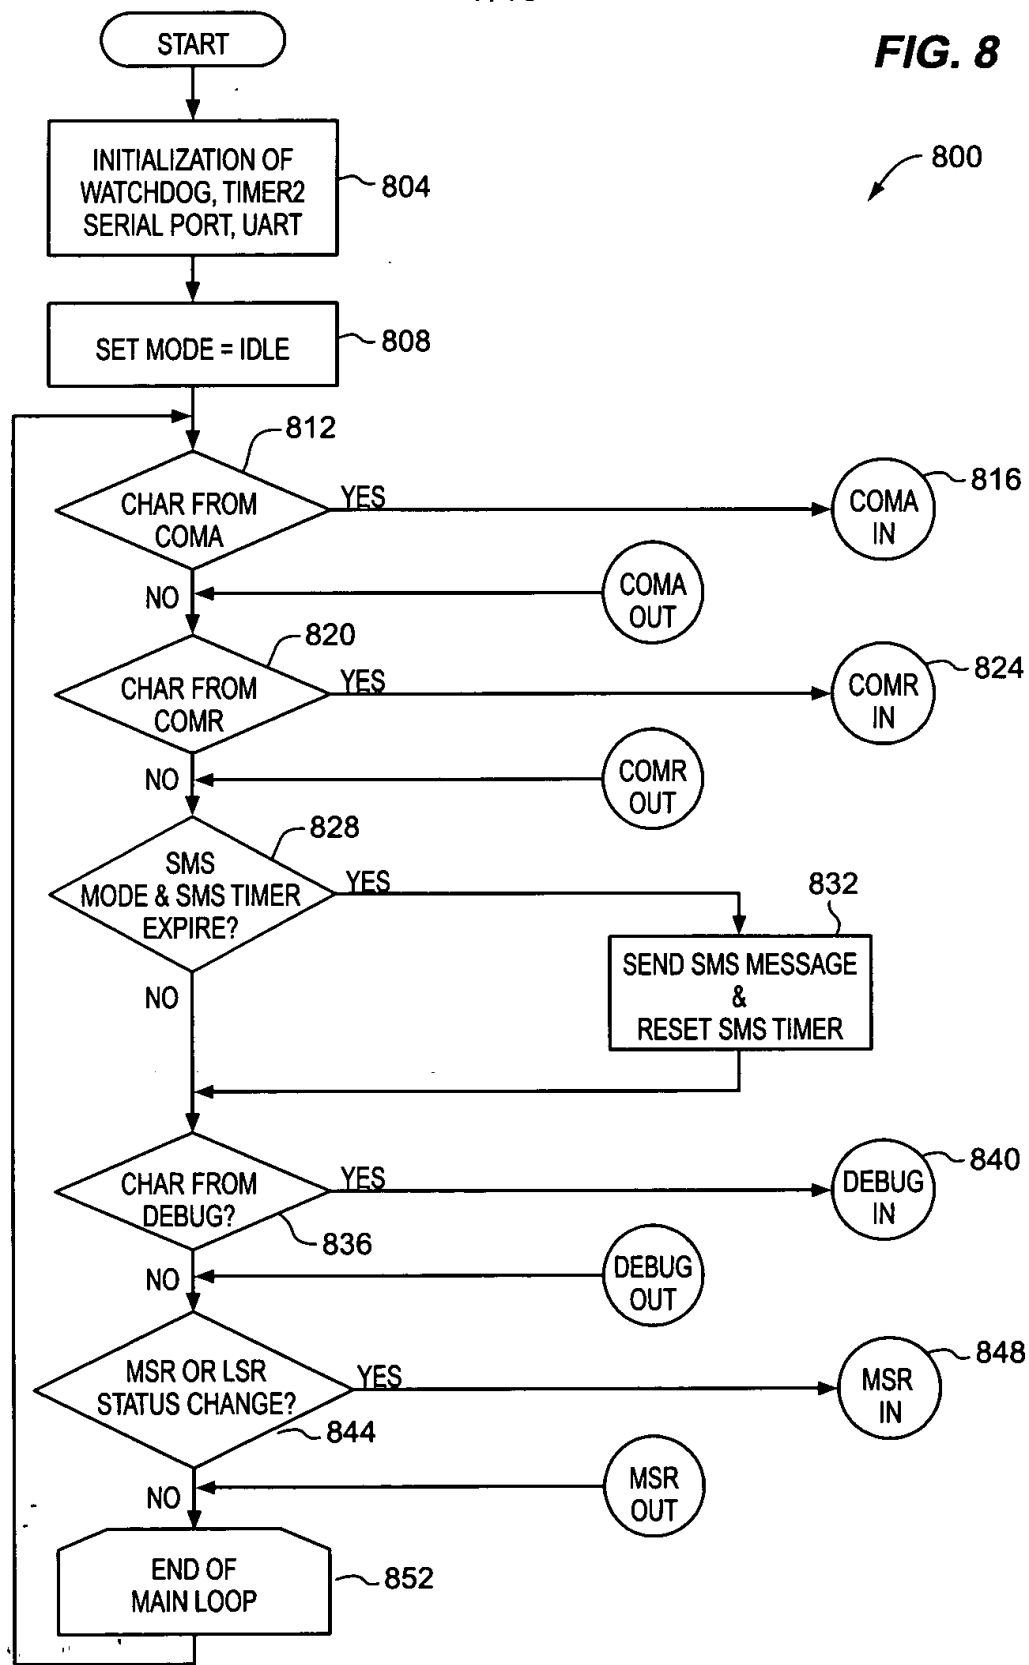 START
FIG. 8
800
INITIALIZATION OF
WATCHDOG, TIMER2
SERIAL PORT, UART
804
SET MODE = IDLE
808
812
CHAR FROM
COMA
YES
COMA
IN
816
NO
COMA
OUT
820
CHAR FROM
COMR
YES
COMR
IN
824
NO
COMR
OUT
828
SMS
MODE & SMS TIMER
EXPIRE?
YES
832
SEND SMS MESSAGE
&
RESET SMS TIMER
NO
CHAR FROM
DEBUG?
YES
836
DEBUG
IN
840
NO
DEBUG
OUT
MSR OR LSR
STATUS CHANGE?
YES
844
MSR
IN
848
NO
MSR
OUT
END OF
MAIN LOOP
852